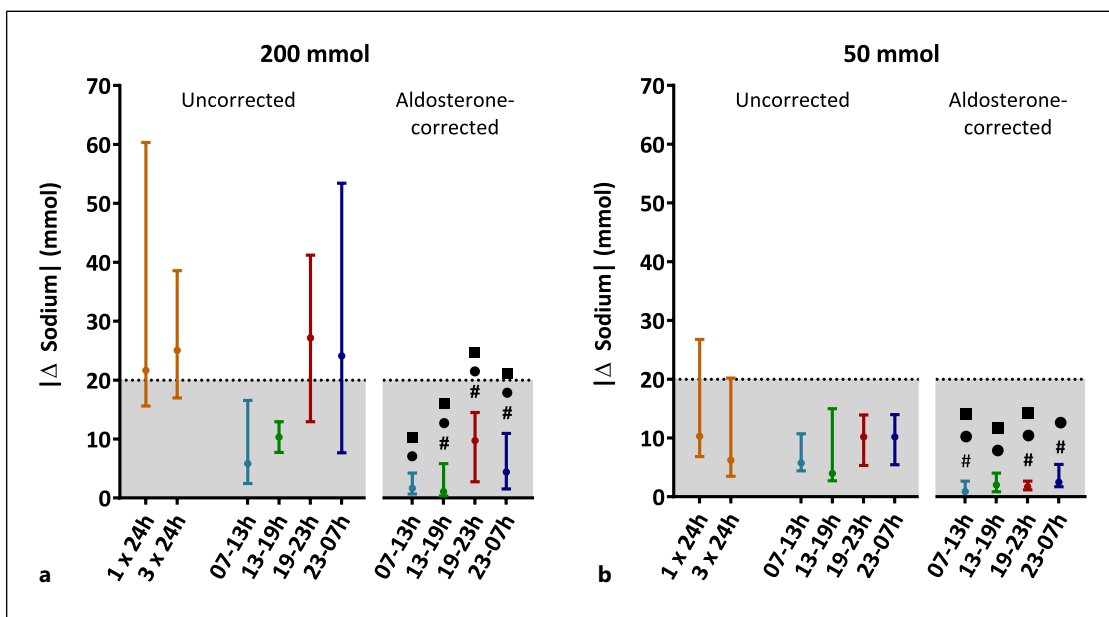 200 mmol
Uncorrected
Aldosterone-
corrected
|Δ Sodium| (mmol)
70
60
50
40
30
20
10
0
#
#
#
1 x 24h
3 x 24h
07-13h
13-19h
19-23h
23-07h
07-13h
13-19h
19-23h
23-07h
a
50 mmol
Uncorrected
Aldosterone-
corrected
|Δ Sodium| (mmol)
70
60
50
40
30
20
10
0
#
#
#
1 x 24h
3 x 24h
07-13h
13-19h
19-23h
23-07h
07-13h
13-19h
19-23h
23-07h
b